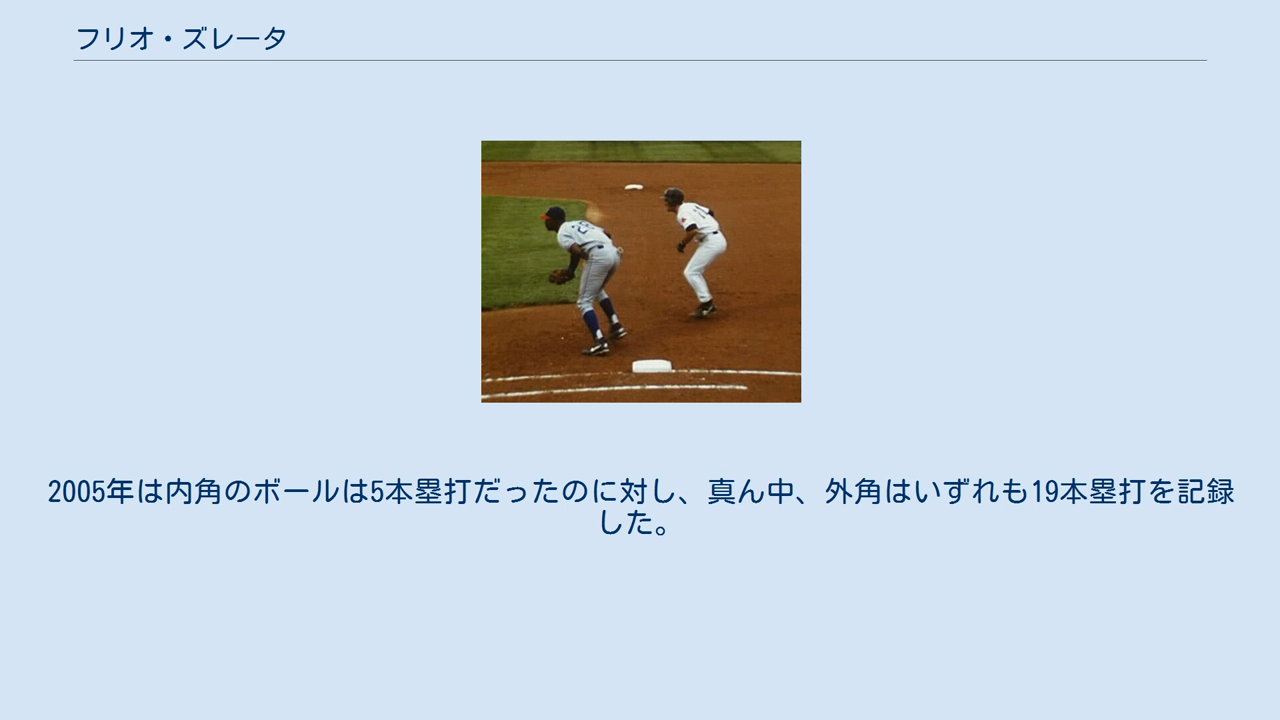 フリオ・ズレータ
2005年は内角のボールは5本塁打だったのに対し、真ん中、外角はいずれも19本塁打を記録
した。